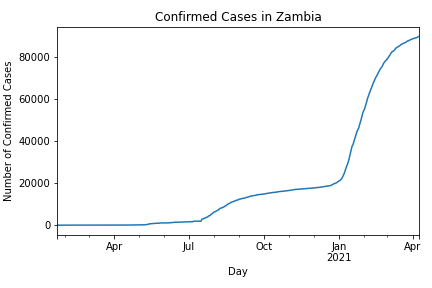 Confirmed Cases in Zambia
Number of Confirmed Cases
80000
60000
40000
20000
0
Apr
Jul
Oct
Jan
2021
Apr
Day